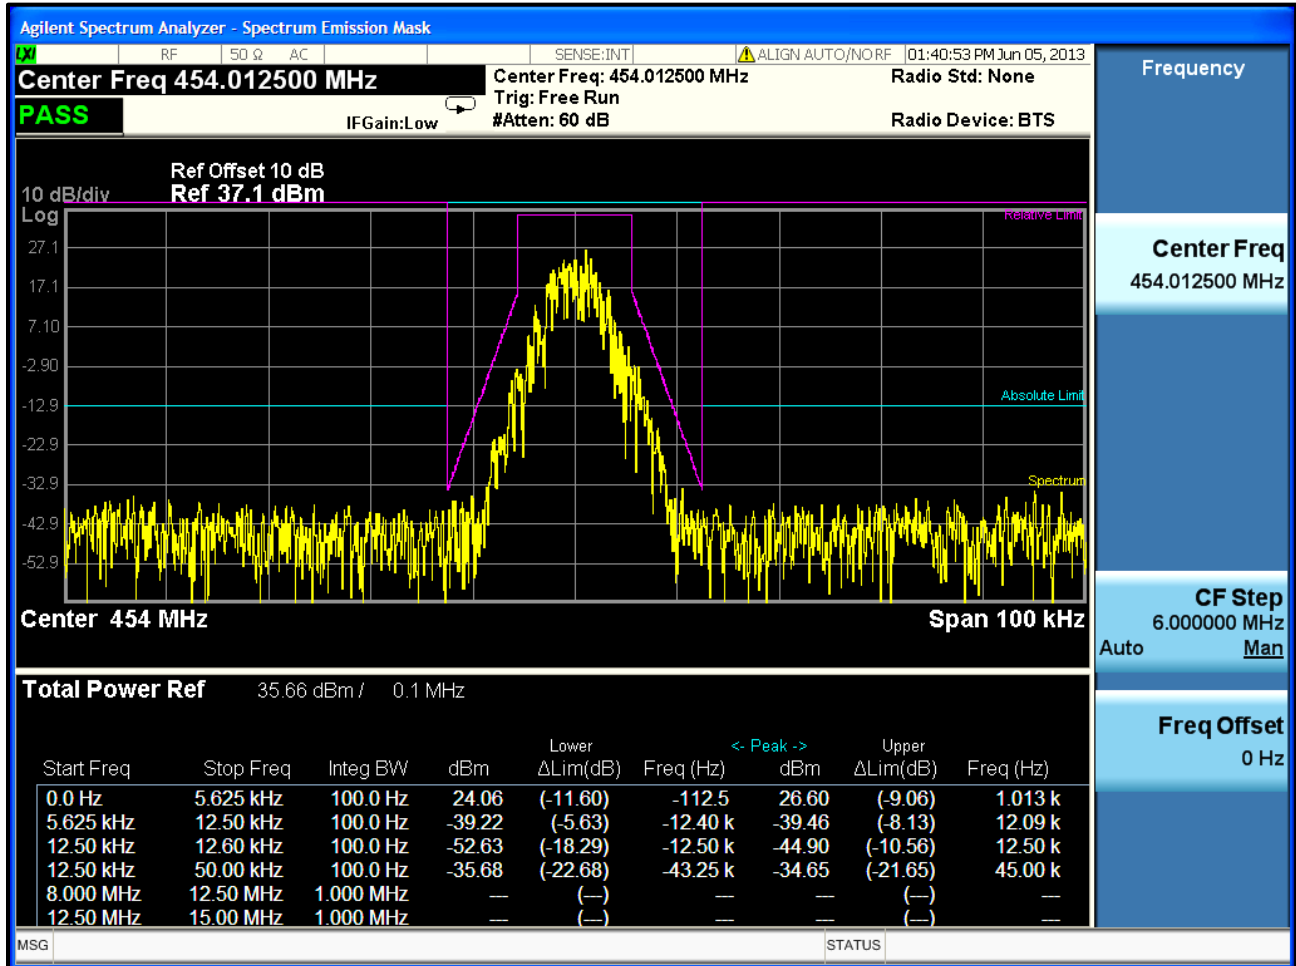 Agilent Spectrum Analyzer - Spectrum Emission Mask
LXI RF 50 Ω AC SENSE:INT ALIGN AUTO/NO RF 01:40:53 PM Jun 05, 2013
Center Freq 454.012500 MHz
Center Freq: 454.012500 MHz
Radio Std: None
Trig: Free Run
PASS
IFGain:Low
#Atten: 60 dB
Radio Device: BTS
Ref Offset 10 dB
10 dB/div Ref 37.1 dBm
Log
Relative Limit
27.1
17.1
7.10
-2.90
Absolute Limit
-12.9
-22.9
-32.9
Spectrum
-42.9
-52.9
Center 454 MHz Span 100 kHz
Total Power Ref 35.66 dBm / 0.1 MHz
Lower <- Peak -> Upper
Start Freq Stop Freq Integ BW dBm ΔLim(dB) Freq (Hz) dBm ΔLim(dB) Freq (Hz)
0.0 Hz 5.625 kHz 100.0 Hz 24.06 (-11.60) -112.5 26.60 (-9.06) 1.013 k
5.625 kHz 12.50 kHz 100.0 Hz -39.22 (-5.63) -12.40 k -39.46 (-8.13) 12.09 k
12.50 kHz 12.60 kHz 100.0 Hz -52.63 (-18.29) -12.50 k -44.90 (-10.56) 12.50 k
12.50 kHz 50.00 kHz 100.0 Hz -35.68 (-22.68) -43.25 k -34.65 (-21.65) 45.00 k
8.000 MHz 12.50 MHz 1.000 MHz --- (---) --- --- (---) ---
12.50 MHz 15.00 MHz 1.000 MHz --- (---) --- --- (---) ---
MSG STATUS
Frequency
Center Freq
454.012500 MHz
CF Step
6.000000 MHz
Auto Man
Freq Offset
0 Hz